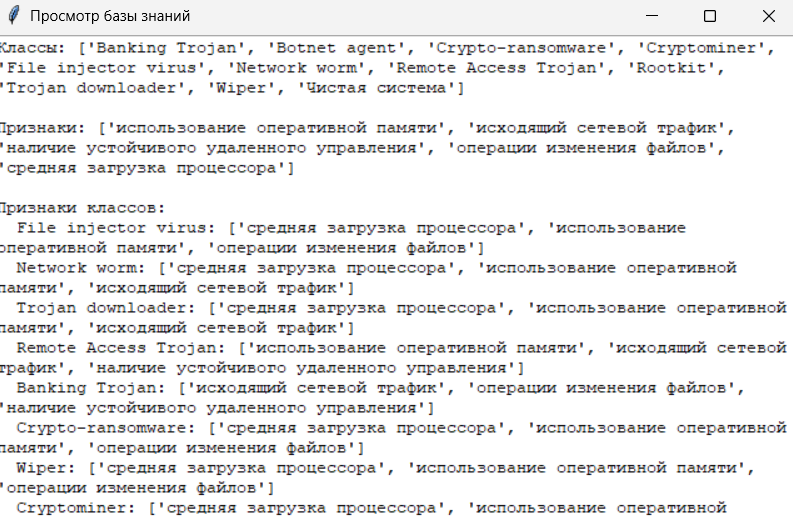 Просмотр базы знаний
Классы: ['Banking Trojan', 'Botnet agent', 'Crypto-ransomware', 'Cryptominer',
'File injector virus', 'Network worm', 'Remote Access Trojan', 'Rootkit',
'Trojan downloader', 'Wiper', 'Чистая система']
Признаки: ['использование оперативной памяти', 'исходящий сетевой трафик',
'наличие устойчивого удаленного управления', 'операции изменения файлов',
'средняя загрузка процессора']
Признаки классов:
File injector virus: ['средняя загрузка процессора', 'использование
оперативной памяти', 'операции изменения файлов']
Network worm: ['средняя загрузка процессора', 'использование оперативной
памяти', 'исходящий сетевой трафик']
Trojan downloader: ['средняя загрузка процессора', 'использование оперативной
памяти', 'исходящий сетевой трафик']
Remote Access Trojan: ['использование оперативной памяти', 'исходящий сетевой
трафик', 'наличие устойчивого удаленного управления']
Banking Trojan: ['исходящий сетевой трафик', 'операции изменения файлов',
'наличие устойчивого удаленного управления']
Crypto-ransomware: ['средняя загрузка процессора', 'использование оперативной
памяти', 'операции изменения файлов']
Wiper: ['средняя загрузка процессора', 'использование оперативной памяти',
'операции изменения файлов']
Cryptominer: ['средняя загрузка процессора', 'использование оперативной